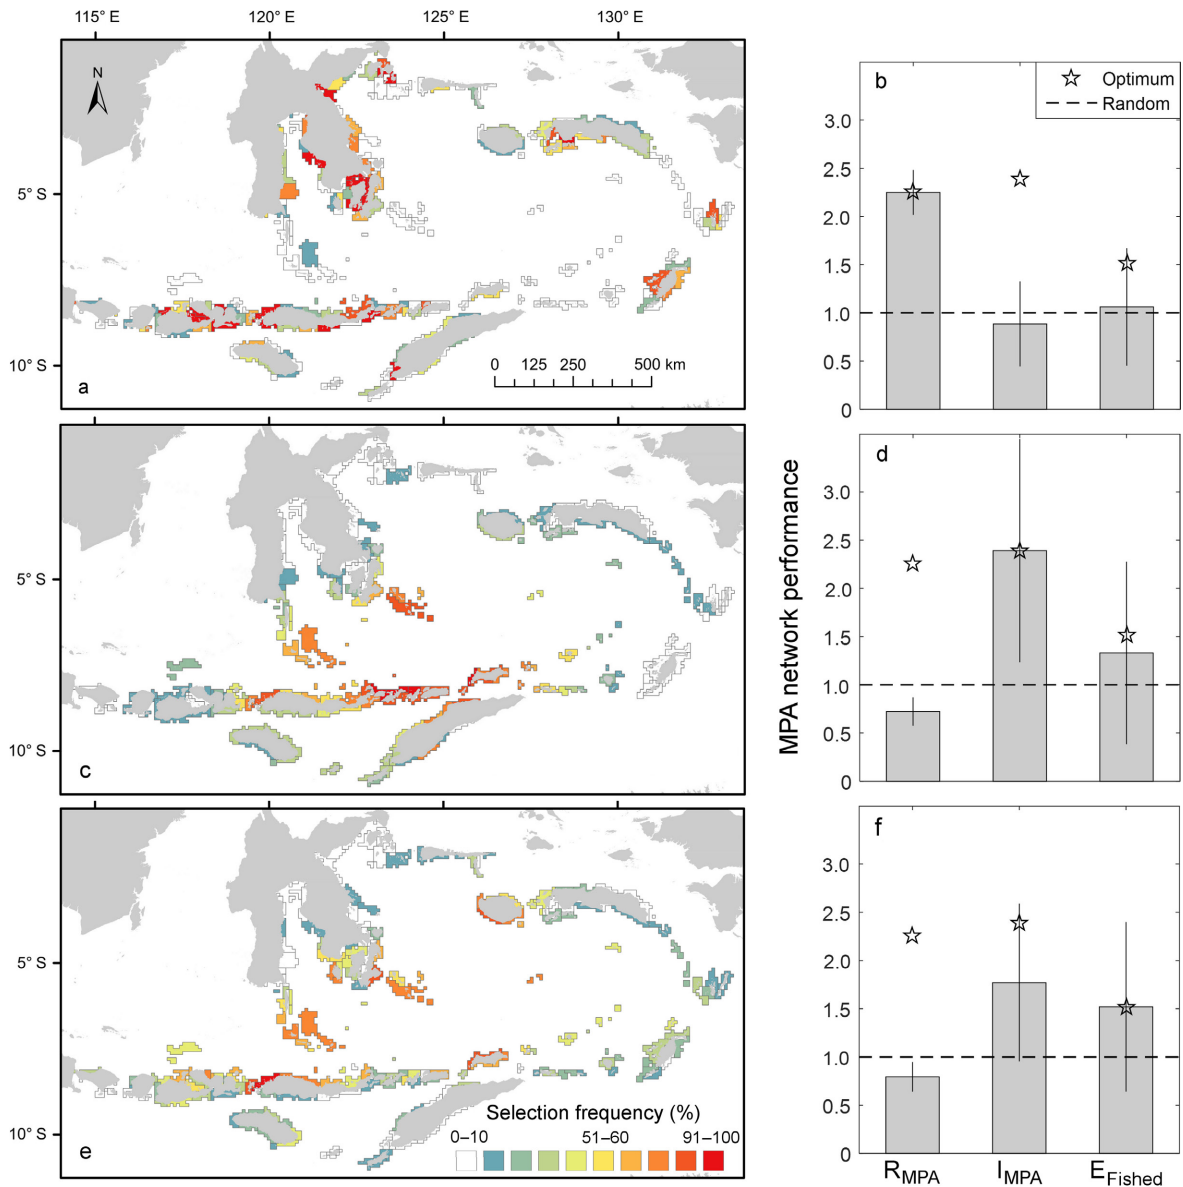 115° E 120° E 125° E 130° E
N
5° S
10° S
0 125 250 500 km
a
b
Optimum
Random
3.0
2.5
2.0
1.5
1.0
0.5
0
5° S
10° S
c
d
3.0
2.5
2.0
1.5
1.0
0.5
0
MPA network performance
5° S
10° S
e
Selection frequency (%)
0–10 51–60 91–100
f
3.0
2.5
2.0
1.5
1.0
0.5
0
R_MPA I_MPA E_Fished